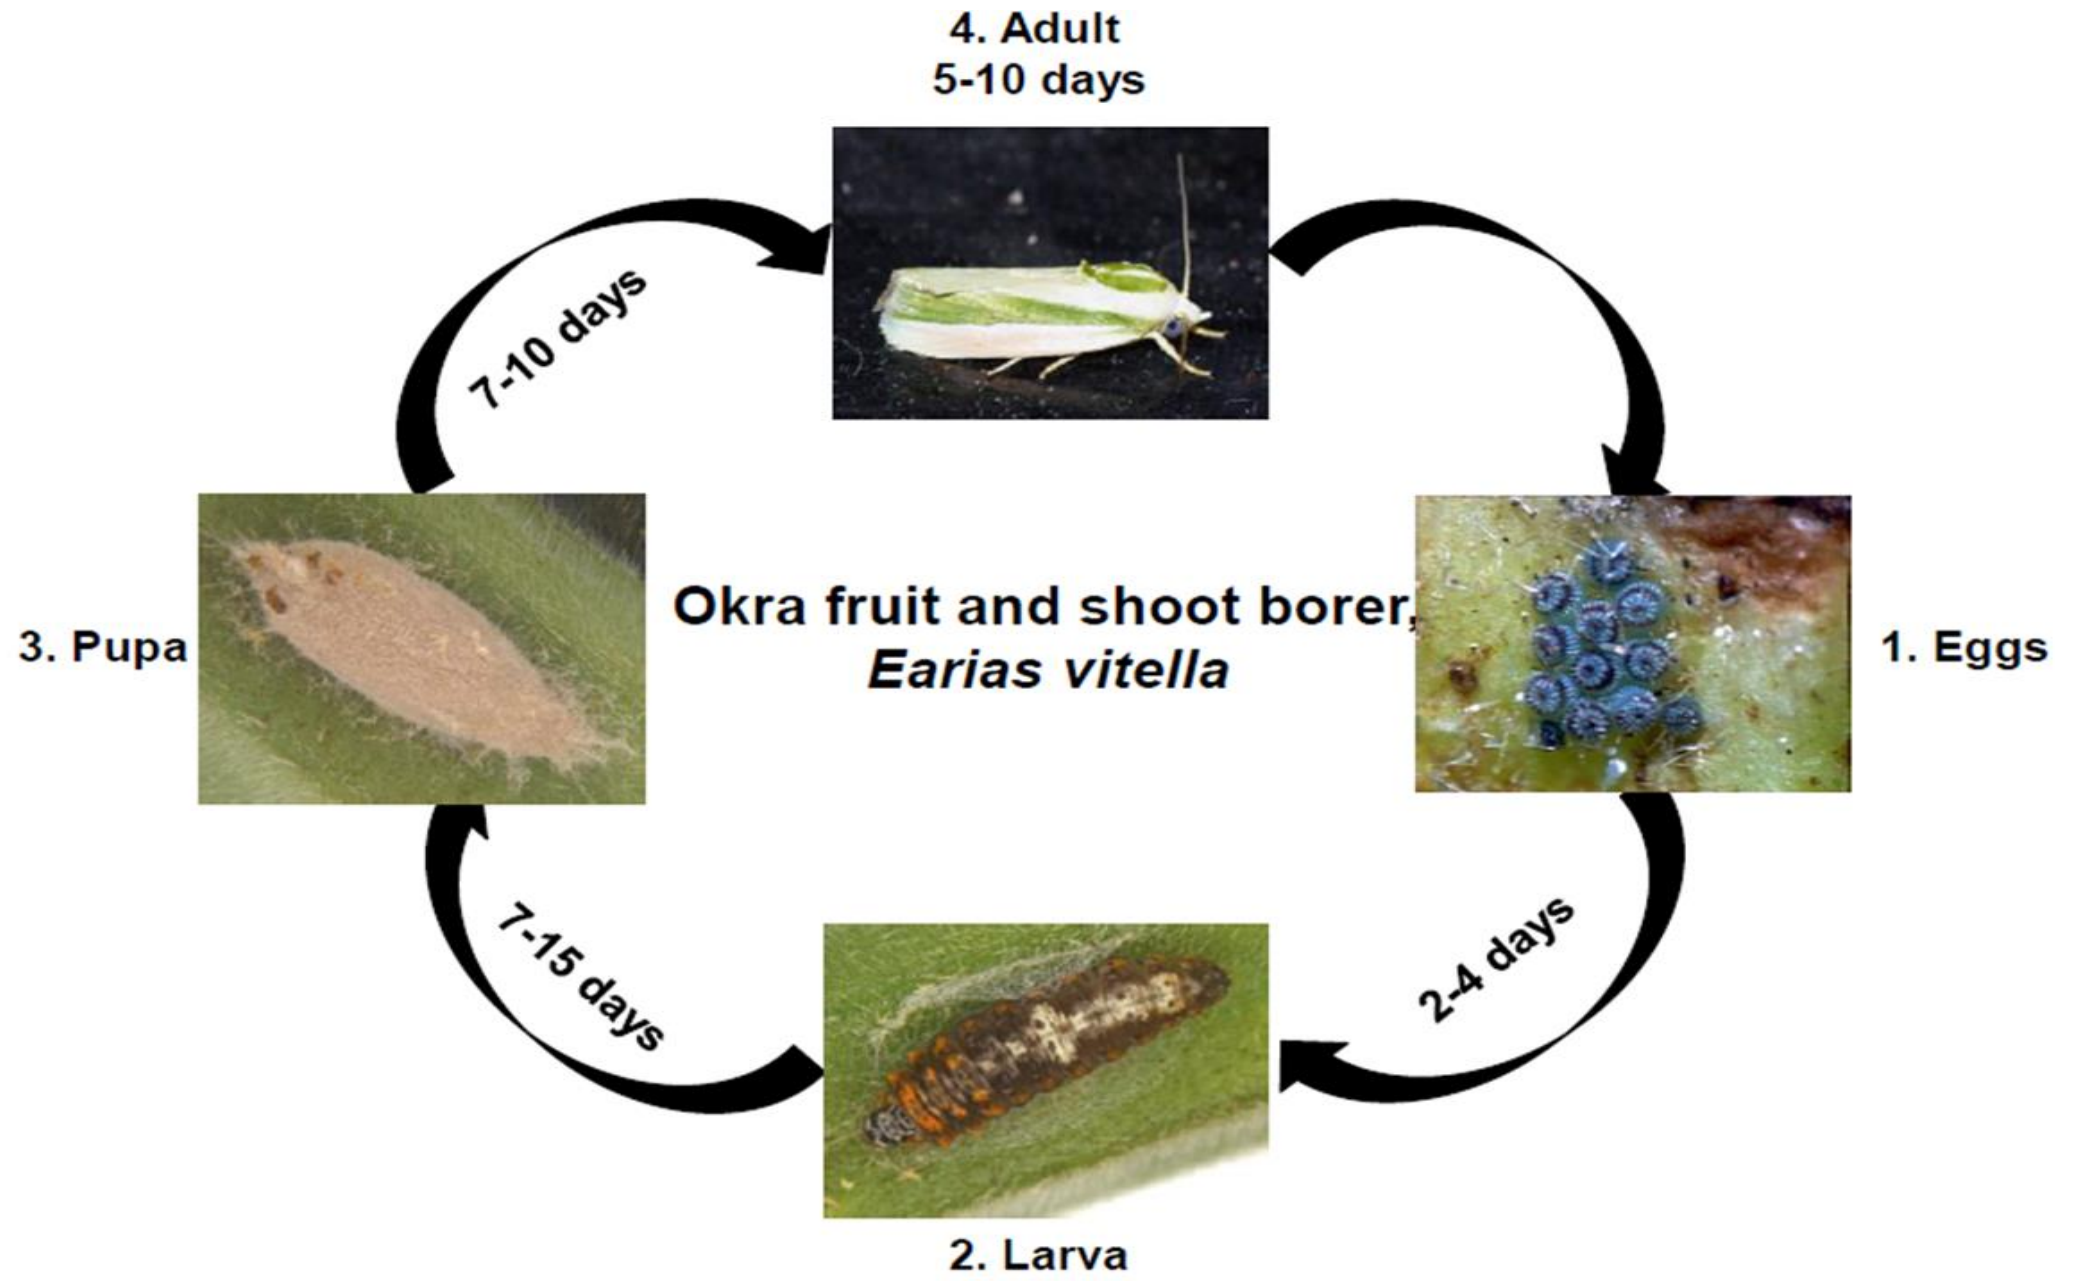 4. Adult
5-10 days
7-10 days
Okra fruit and shoot borer,
Earias vitella
3. Pupa
1. Eggs
7-15 days
2-4 days
2. Larva